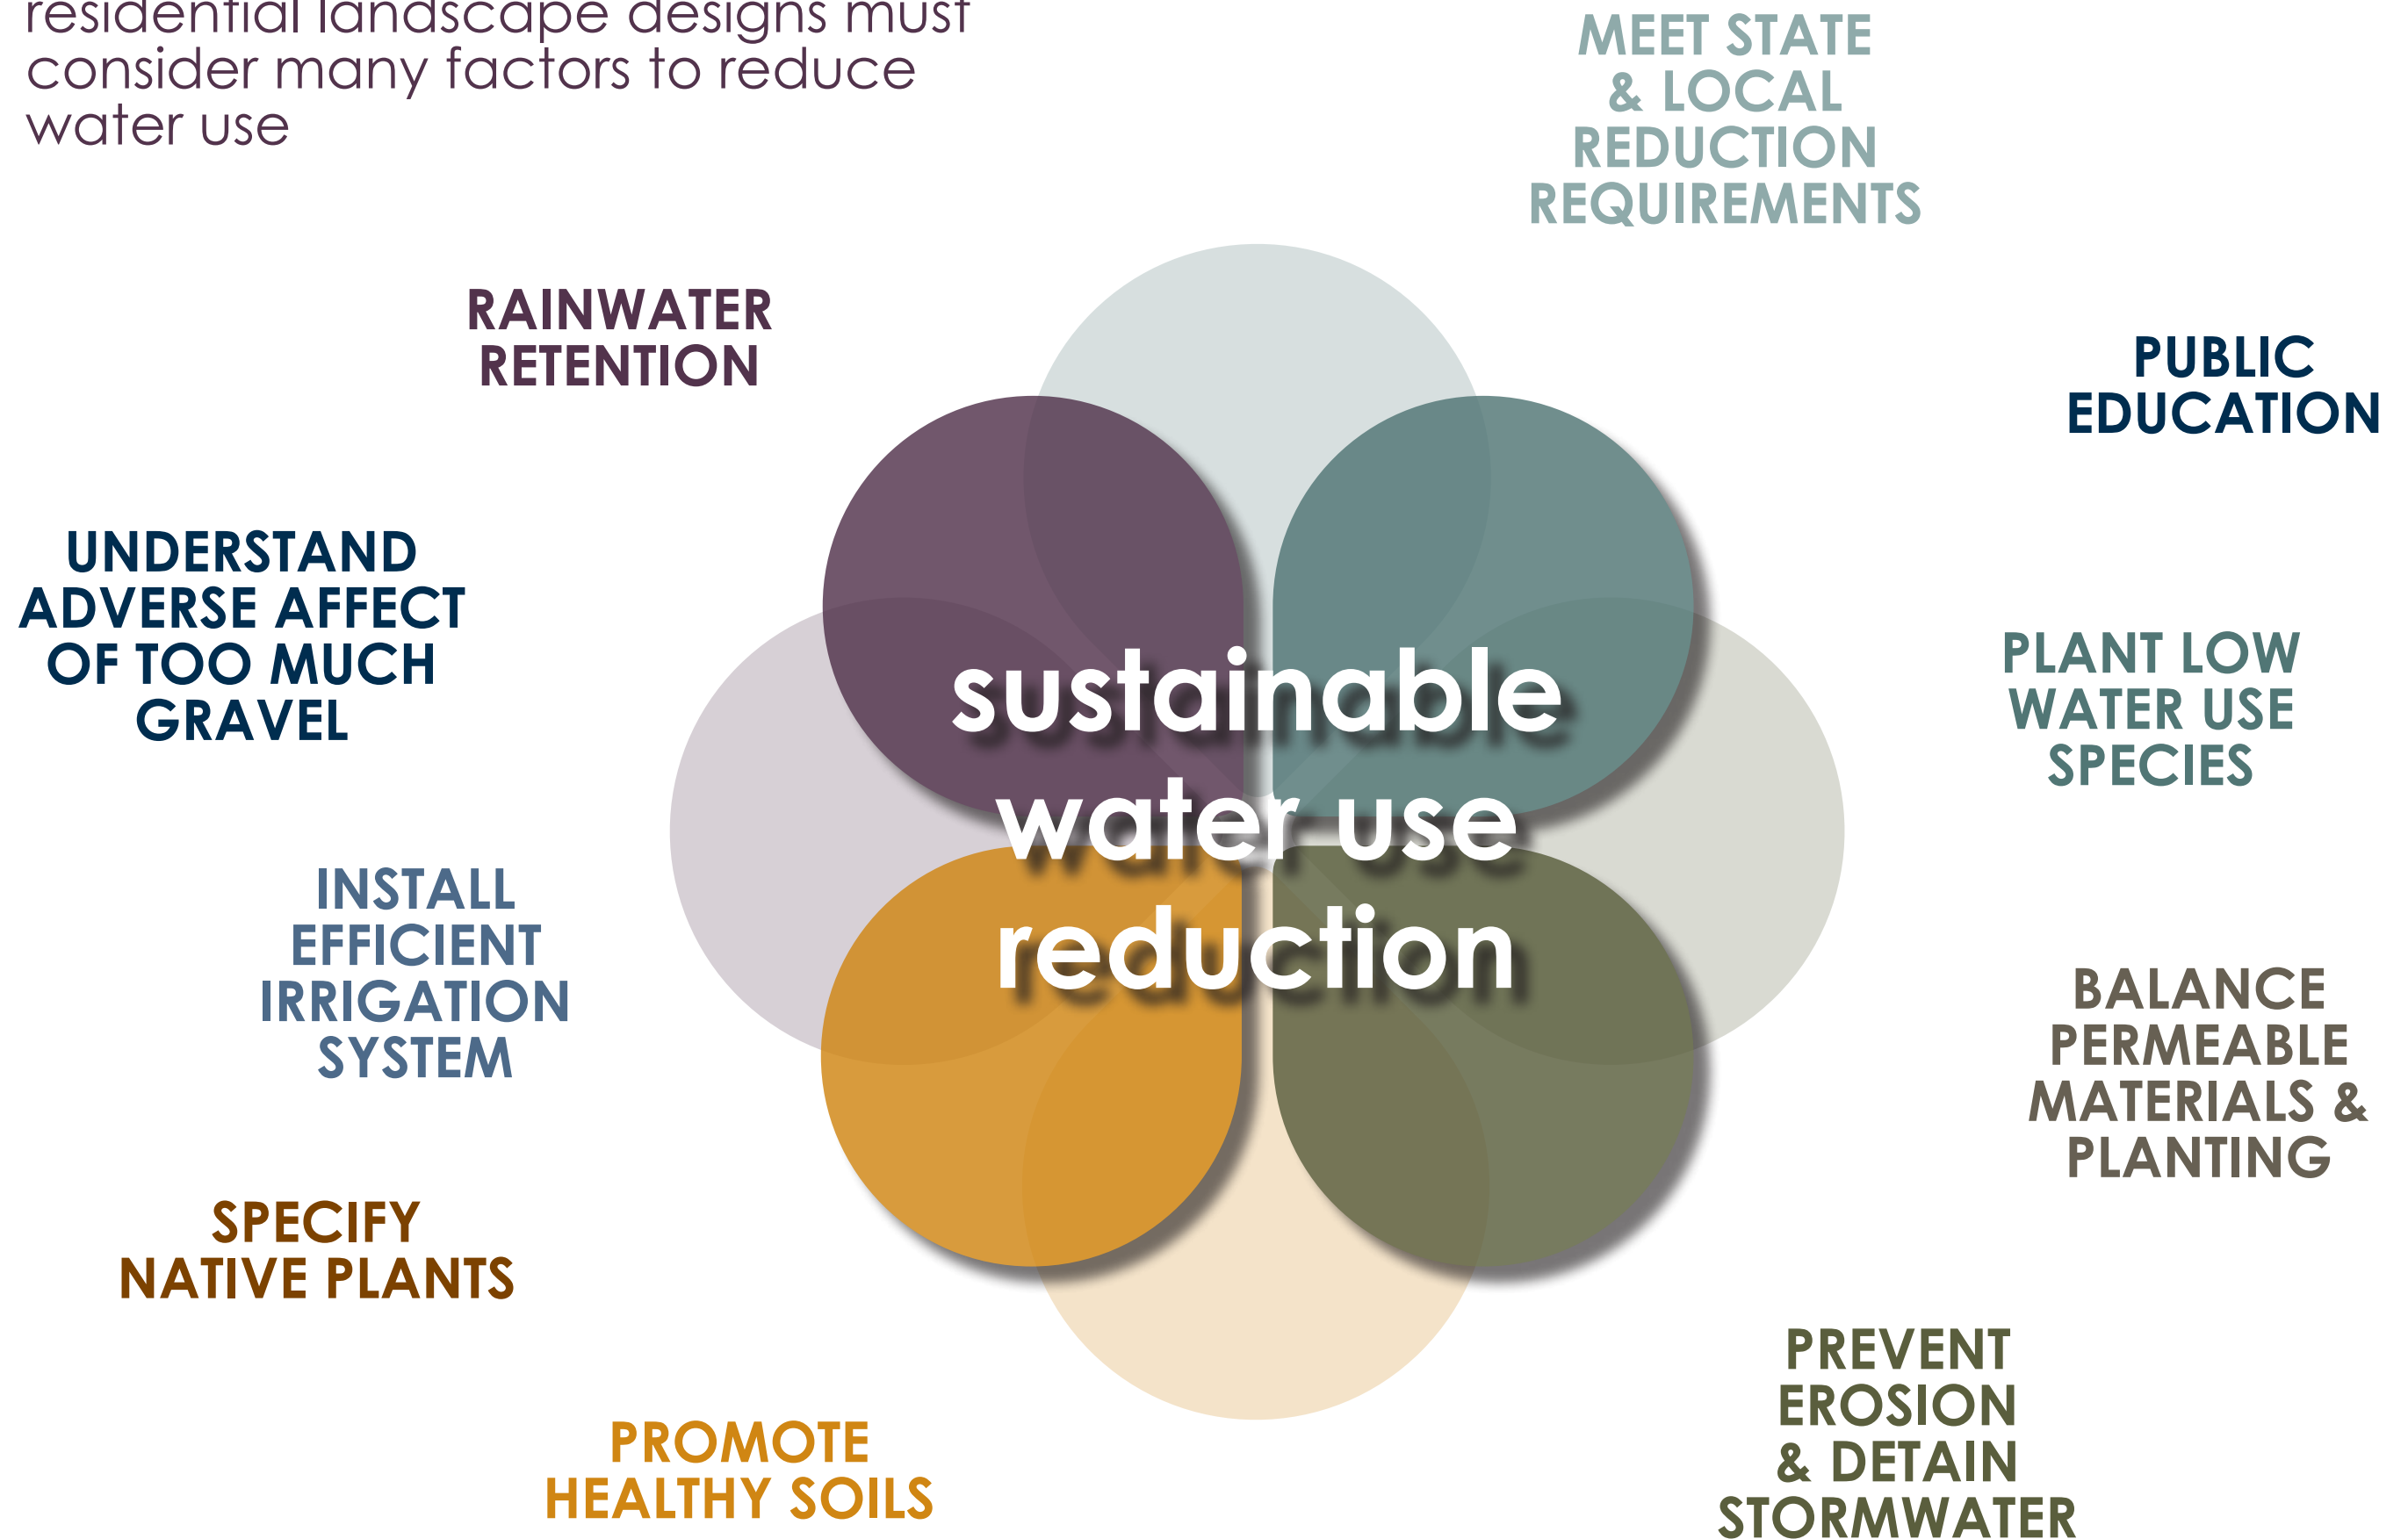 residential landscape designs must
consider many factors to reduce
water use
MEET STATE
& LOCAL
REDUCTION
REQUIREMENTS
RAINWATER
RETENTION
PUBLIC
EDUCATION
UNDERSTAND
ADVERSE AFFECT
OF TOO MUCH
GRAVEL
PLANT LOW
WATER USE
SPECIES
sustainable
water use
reduction
INSTALL
EFFICIENT
IRRIGATION
SYSTEM
BALANCE
PERMEABLE
MATERIALS &
PLANTING
SPECIFY
NATIVE PLANTS
PREVENT
EROSION
& DETAIN
STORMWATER
PROMOTE
HEALTHY SOILS